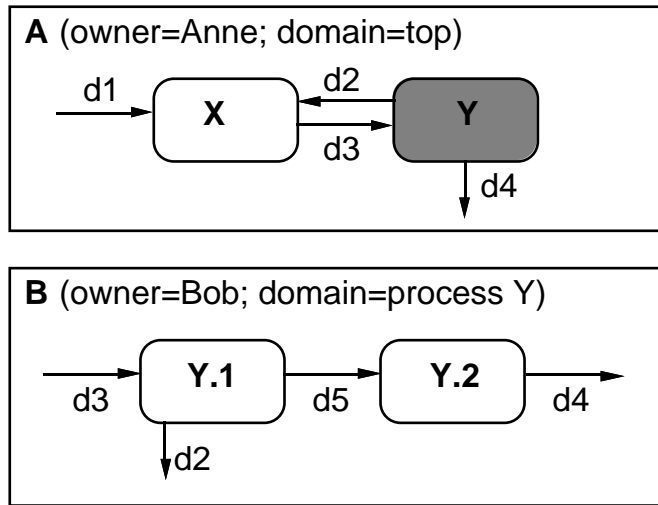 A (owner=Anne; domain=top)
d1
X
d2
d3
Y
d4
B (owner=Bob; domain=process Y)
d3
Y.1
d2
d5
Y.2
d4